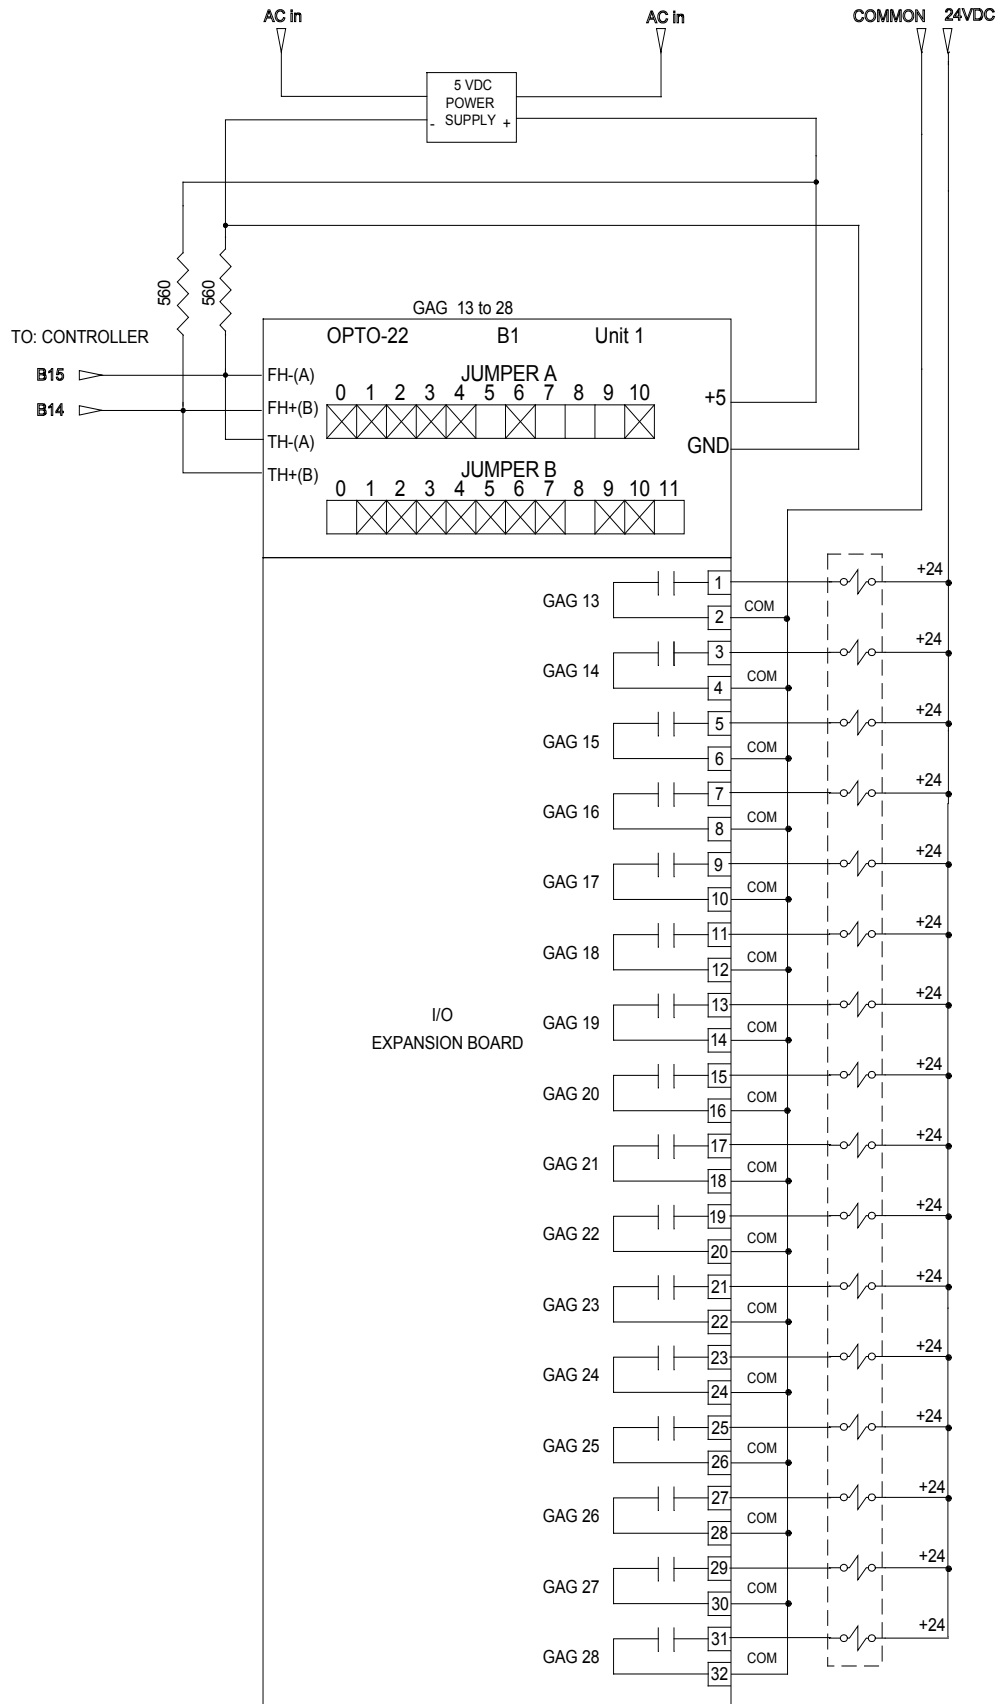 AC in AC in COMMON 24VDC
5 VDC
POWER
- SUPPLY +
560 560
GAG 13 to 28
TO: CONTROLLER
OPTO-22 B1 Unit 1
B15 FH-(A)
JUMPER A
0 1 2 3 4 5 6 7 8 9 10
+5
B14 FH+(B)
TH-(A)
GND
TH+(B)
JUMPER B
0 1 2 3 4 5 6 7 8 9 10 11
1 +24
GAG 13
2 COM
3 +24
GAG 14
4 COM
5 +24
GAG 15
6 COM
7 +24
GAG 16
8 COM
9 +24
GAG 17
10 COM
11 +24
GAG 18
12 COM
13 +24
I/O
GAG 19
EXPANSION BOARD
14 COM
15 +24
GAG 20
16 COM
17 +24
GAG 21
18 COM
19 +24
GAG 22
20 COM
21 +24
GAG 23
22 COM
23 +24
GAG 24
24 COM
25 +24
GAG 25
26 COM
27 +24
GAG 26
28 COM
29 +24
GAG 27
30 COM
31 +24
GAG 28
32 COM